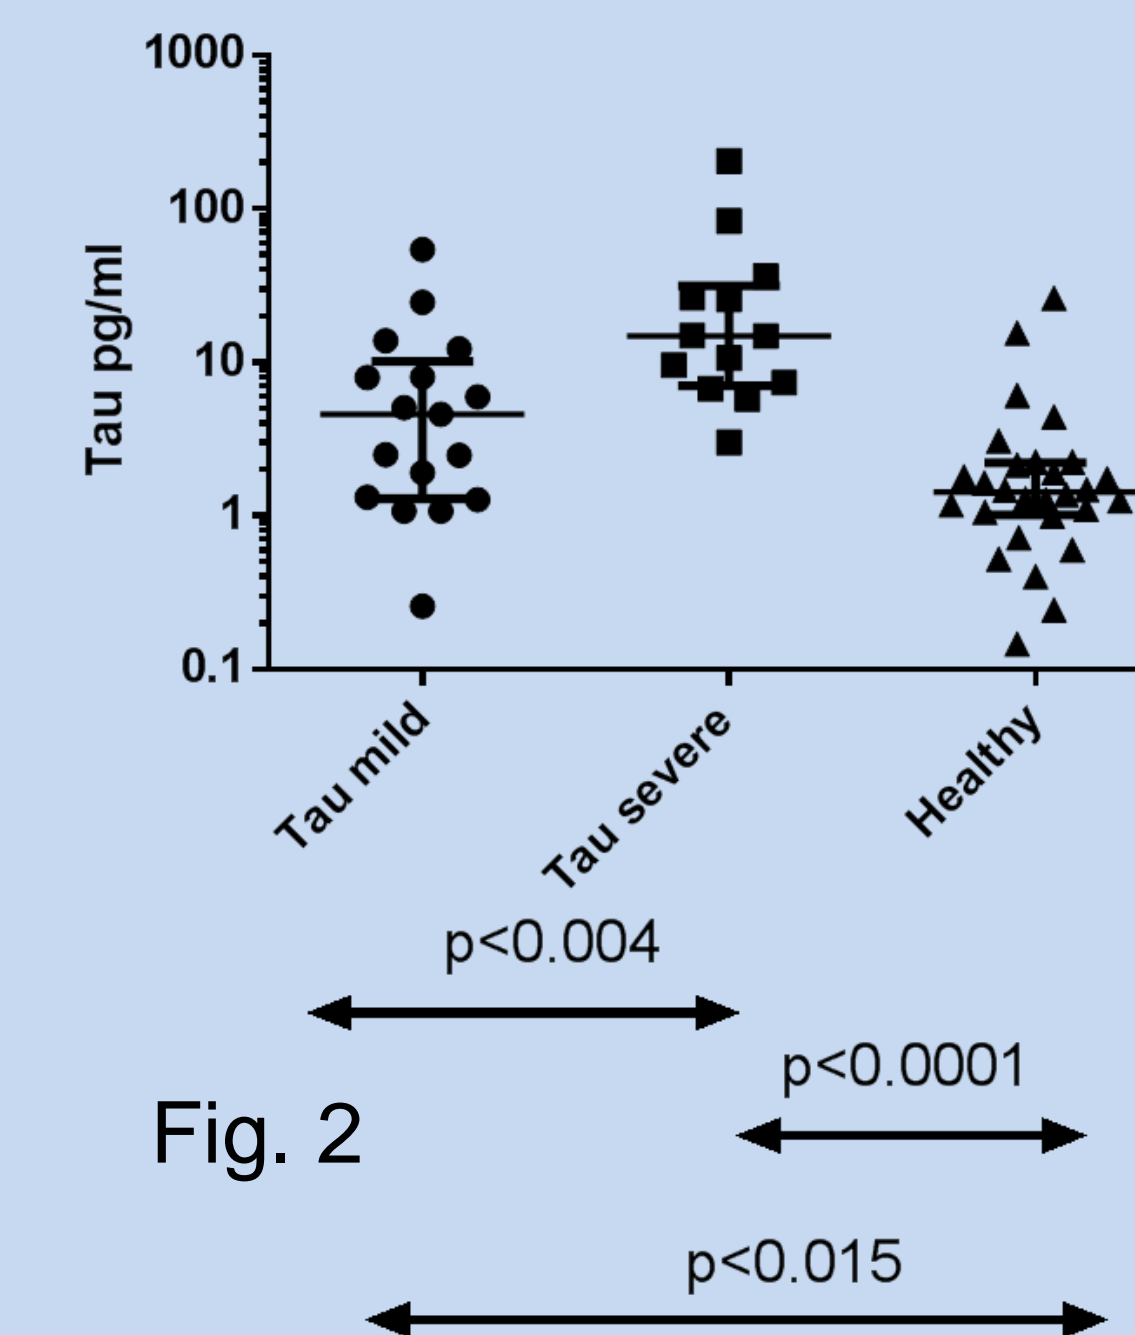 1000
100
10
1
0.1
Tau pg/ml
Tau mild
Tau severe
Healthy
p<0.004
p<0.0001
Fig. 2
p<0.015